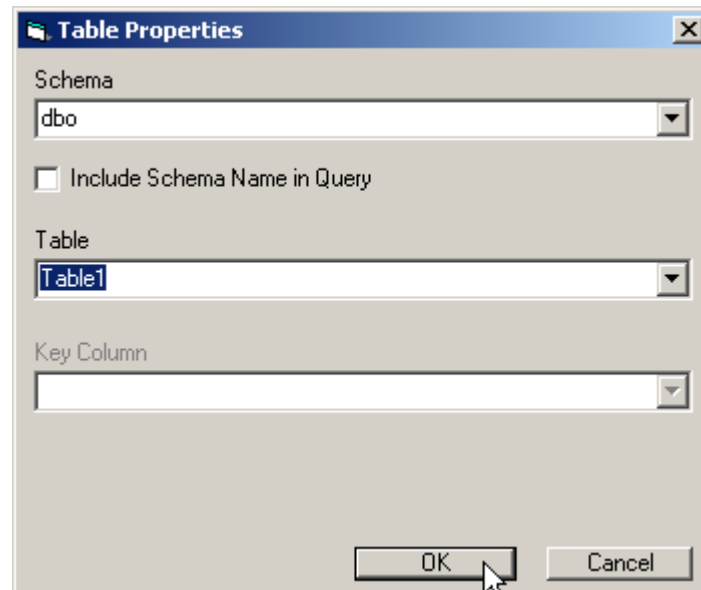 Table Properties
Schema
dbo
Include Schema Name in Query
Table
Table1
Key Column
OK Cancel